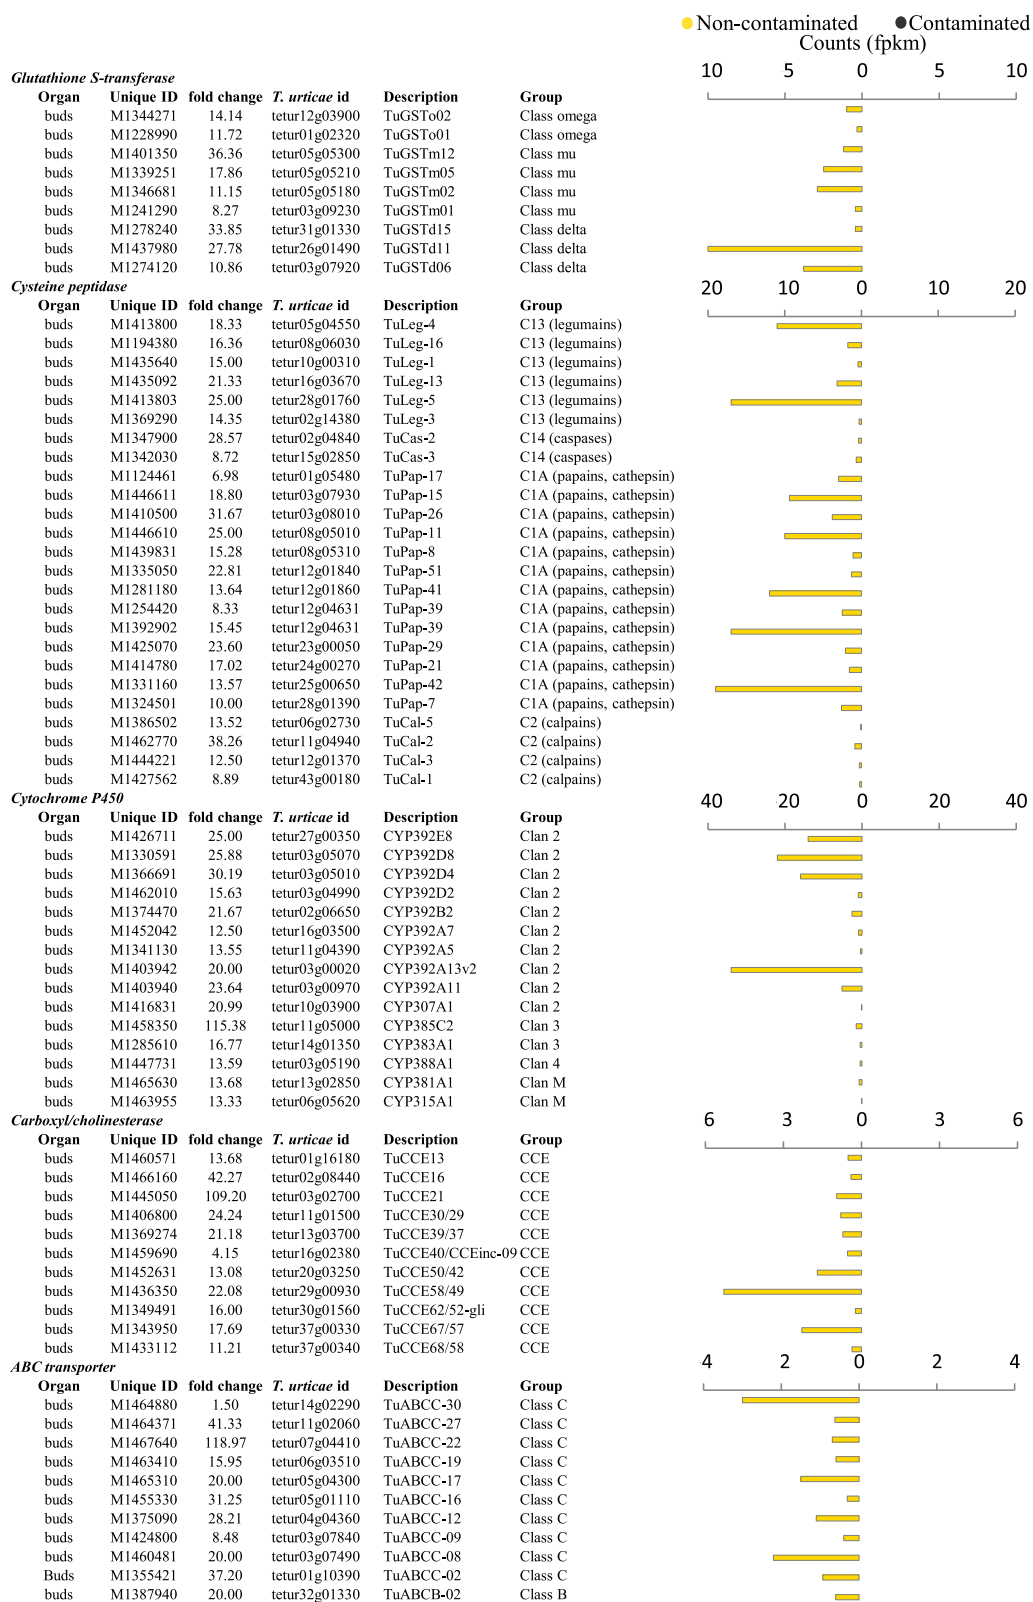 Non-contaminated Contaminated
Counts (fpkm)
10 5 0 5 10
Glutathione S-transferase
Organ Unique ID fold change T. urticae id Description Group
buds M1344271 14.14 tetur12g03900 TuGSTo02 Class omega
buds M1228990 11.72 tetur01g02320 TuGSTo01 Class omega
buds M1401350 36.36 tetur05g05300 TuGSTm12 Class mu
buds M1339251 17.86 tetur05g05210 TuGSTm05 Class mu
buds M1346681 11.15 tetur05g05180 TuGSTm02 Class mu
buds M1241290 8.27 tetur03g09230 TuGSTm01 Class mu
buds M1278240 33.85 tetur31g01330 TuGSTd15 Class delta
buds M1437980 27.78 tetur26g01490 TuGSTd11 Class delta
buds M1274120 10.86 tetur03g07920 TuGSTd06 Class delta
Cysteine peptidase
20 10 0 10 20
Organ Unique ID fold change T. urticae id Description Group
buds M1413800 18.33 tetur05g04550 TuLeg-4 C13 (legumains)
buds M1194380 16.36 tetur08g06030 TuLeg-16 C13 (legumains)
buds M1435640 15.00 tetur10g00310 TuLeg-1 C13 (legumains)
buds M1435092 21.33 tetur16g03670 TuLeg-13 C13 (legumains)
buds M1413803 25.00 tetur28g01760 TuLeg-5 C13 (legumains)
buds M1369290 14.35 tetur02g14380 TuLeg-3 C13 (legumains)
buds M1347900 28.57 tetur02g04840 TuCas-2 C14 (caspases)
buds M1342030 8.72 tetur15g02850 TuCas-3 C14 (caspases)
buds M1124461 6.98 tetur01g05480 TuPap-17 C1A (papains, cathepsin)
buds M1446611 18.80 tetur03g07930 TuPap-15 C1A (papains, cathepsin)
buds M1410500 31.67 tetur03g08010 TuPap-26 C1A (papains, cathepsin)
buds M1446610 25.00 tetur08g05010 TuPap-11 C1A (papains, cathepsin)
buds M1439831 15.28 tetur08g05310 TuPap-8 C1A (papains, cathepsin)
buds M1335050 22.81 tetur12g01840 TuPap-51 C1A (papains, cathepsin)
buds M1281180 13.64 tetur12g01860 TuPap-41 C1A (papains, cathepsin)
buds M1254420 8.33 tetur12g04631 TuPap-39 C1A (papains, cathepsin)
buds M1392902 15.45 tetur12g04631 TuPap-39 C1A (papains, cathepsin)
buds M1425070 23.60 tetur23g00050 TuPap-29 C1A (papains, cathepsin)
buds M1414780 17.02 tetur24g00270 TuPap-21 C1A (papains, cathepsin)
buds M1331160 13.57 tetur25g00650 TuPap-42 C1A (papains, cathepsin)
buds M1324501 10.00 tetur28g01390 TuPap-7 C1A (papains, cathepsin)
buds M1386502 13.52 tetur06g02730 TuCal-5 C2 (calpains)
buds M1462770 38.26 tetur11g04940 TuCal-2 C2 (calpains)
buds M1444221 12.50 tetur12g01370 TuCal-3 C2 (calpains)
buds M1427562 8.89 tetur43g00180 TuCal-1 C2 (calpains)
Cytochrome P450
40 20 0 20 40
Organ Unique ID fold change T. urticae id Description Group
buds M1426711 25.00 tetur27g00350 CYP392E8 Clan 2
buds M1330591 25.88 tetur03g05070 CYP392D8 Clan 2
buds M1366691 30.19 tetur03g05010 CYP392D4 Clan 2
buds M1462010 15.63 tetur03g04990 CYP392D2 Clan 2
buds M1374470 21.67 tetur02g06650 CYP392B2 Clan 2
buds M1452042 12.50 tetur16g03500 CYP392A7 Clan 2
buds M1341130 13.55 tetur11g04390 CYP392A5 Clan 2
buds M1403942 20.00 tetur03g00020 CYP392A13v2 Clan 2
buds M1403940 23.64 tetur03g00970 CYP392A11 Clan 2
buds M1416831 20.99 tetur10g03900 CYP307A1 Clan 2
buds M1458350 115.38 tetur11g05000 CYP385C2 Clan 3
buds M1285610 16.77 tetur14g01350 CYP383A1 Clan 3
buds M1447731 13.59 tetur03g05190 CYP388A1 Clan 4
buds M1465630 13.68 tetur13g02850 CYP381A1 Clan M
buds M1463955 13.33 tetur06g05620 CYP315A1 Clan M
Carboxyl/cholinesterase
6 3 0 3 6
Organ Unique ID fold change T. urticae id Description Group
buds M1460571 13.68 tetur01g16180 TuCCE13 CCE
buds M1466160 42.27 tetur02g08440 TuCCE16 CCE
buds M1445050 109.20 tetur03g02700 TuCCE21 CCE
buds M1406800 24.24 tetur11g01500 TuCCE30/29 CCE
buds M1369274 21.18 tetur13g03700 TuCCE39/37 CCE
buds M1459690 4.15 tetur16g02380 TuCCE40/CCEinc-09 CCE
buds M1452631 13.08 tetur20g03250 TuCCE50/42 CCE
buds M1436350 22.08 tetur29g00930 TuCCE58/49 CCE
buds M1349491 16.00 tetur30g01560 TuCCE62/52-gli CCE
buds M1343950 17.69 tetur37g00330 TuCCE67/57 CCE
buds M1433112 11.21 tetur37g00340 TuCCE68/58 CCE
ABC transporter
4 2 0 2 4
Organ Unique ID fold change T. urticae id Description Group
buds M1464880 1.50 tetur14g02290 TuABCC-30 Class C
buds M1464371 41.33 tetur11g02060 TuABCC-27 Class C
buds M1467640 118.97 tetur07g04410 TuABCC-22 Class C
buds M1463410 15.95 tetur06g03510 TuABCC-19 Class C
buds M1465310 20.00 tetur05g04300 TuABCC-17 Class C
buds M1455330 31.25 tetur05g01110 TuABCC-16 Class C
buds M1375090 28.21 tetur04g04360 TuABCC-12 Class C
buds M1424800 8.48 tetur03g07840 TuABCC-09 Class C
buds M1460481 20.00 tetur03g07490 TuABCC-08 Class C
Buds M1355421 37.20 tetur01g10390 TuABCC-02 Class C
buds M1387940 20.00 tetur32g01330 TuABCB-02 Class B